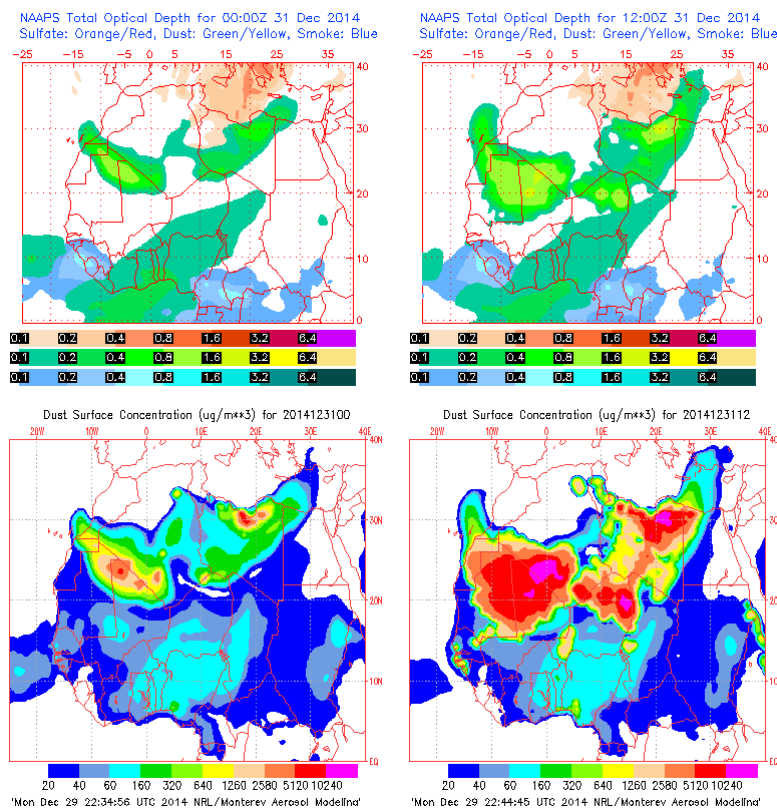 NAAPS Total Optical Depth for 00:00Z 31 Dec 2014
Sulfate: Orange/Red, Dust: Green/Yellow, Smoke: Blue
-25 -15 -5 5 15 25 35
40
30
20
10
0
0.1 0.2 0.4 0.8 1.6 3.2 6.4
0.1 0.2 0.4 0.8 1.6 3.2 6.4
0.1 0.2 0.4 0.8 1.6 3.2 6.4
NAAPS Total Optical Depth for 12:00Z 31 Dec 2014
Sulfate: Orange/Red, Dust: Green/Yellow, Smoke: Blue
-25 -15 -5 5 15 25 35
40
30
20
10
0
0.1 0.2 0.4 0.8 1.6 3.2 6.4
0.1 0.2 0.4 0.8 1.6 3.2 6.4
0.1 0.2 0.4 0.8 1.6 3.2 6.4
Dust Surface Concentration (ug/m**3) for 2014123100
20W 10W 0 10E 20E 30E 40E
40N
30N
20N
10N
EQ
20 40 60 160 320 640 1260 2580 5120 10240
'Mon Dec 29 22:34:56 UTC 2014 NRL/Monterey Aerosol Modeling'
Dust Surface Concentration (ug/m**3) for 2014123112
20W 10W 0 10E 20E 30E 40E
40N
30N
20N
10N
EQ
20 40 60 160 320 640 1260 2580 5120 10240
'Mon Dec 29 22:44:45 UTC 2014 NRL/Monterey Aerosol Modeling'